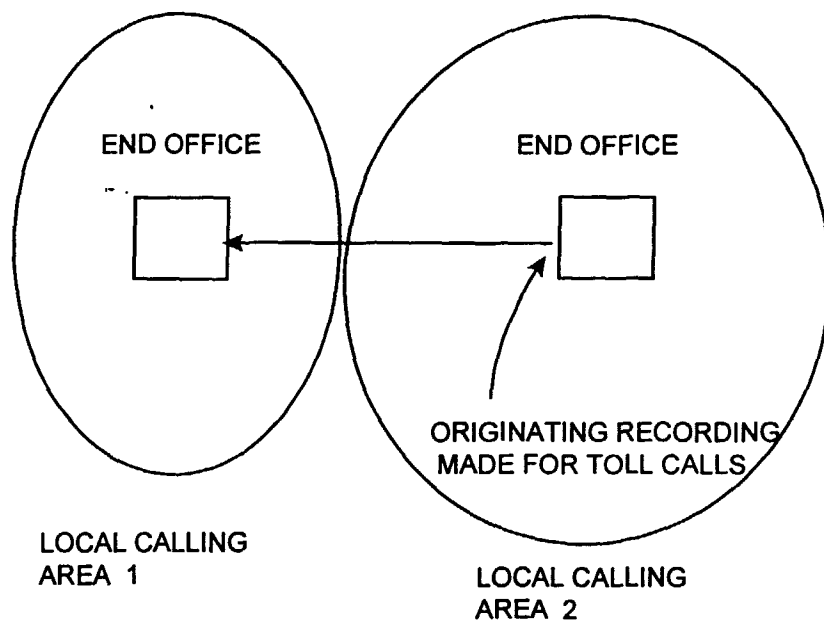 END OFFICE
END OFFICE
ORIGINATING RECORDING
MADE FOR TOLL CALLS
LOCAL CALLING
AREA 1
LOCAL CALLING
AREA 2